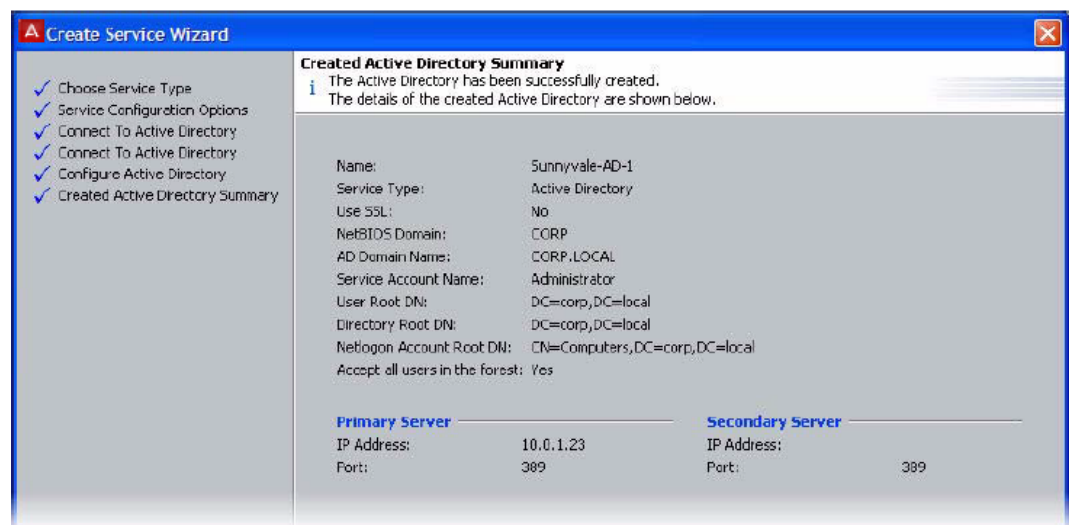 Create Service Wizard
Choose Service Type
Service Configuration Options
Connect To Active Directory
Connect To Active Directory
Configure Active Directory
Created Active Directory Summary
Created Active Directory Summary
The Active Directory has been successfully created.
The details of the created Active Directory are shown below.
Name: Sunnyvale-AD-1
Service Type: Active Directory
Use SSL: No
NetBIOS Domain: CORP
AD Domain Name: CORP.LOCAL
Service Account Name: Administrator
User Root DN: DC=corp,DC=local
Directory Root DN: DC=corp,DC=local
Netlogon Account Root DN: CN=Computers,DC=corp,DC=local
Accept all users in the forest: Yes
Primary Server
IP Address: 10.0.1.23
Port: 389
Secondary Server
IP Address:
Port: 389